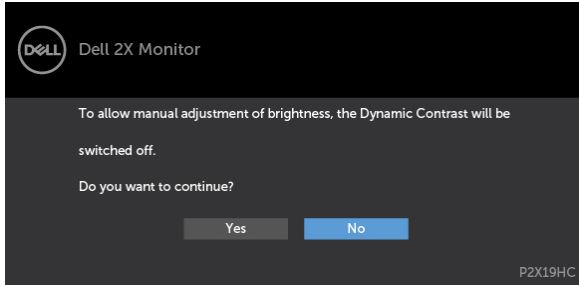 DELL
Dell 2X Monitor
To allow manual adjustment of brightness, the Dynamic Contrast will be
switched off.
Do you want to continue?
Yes No
P2X19HC